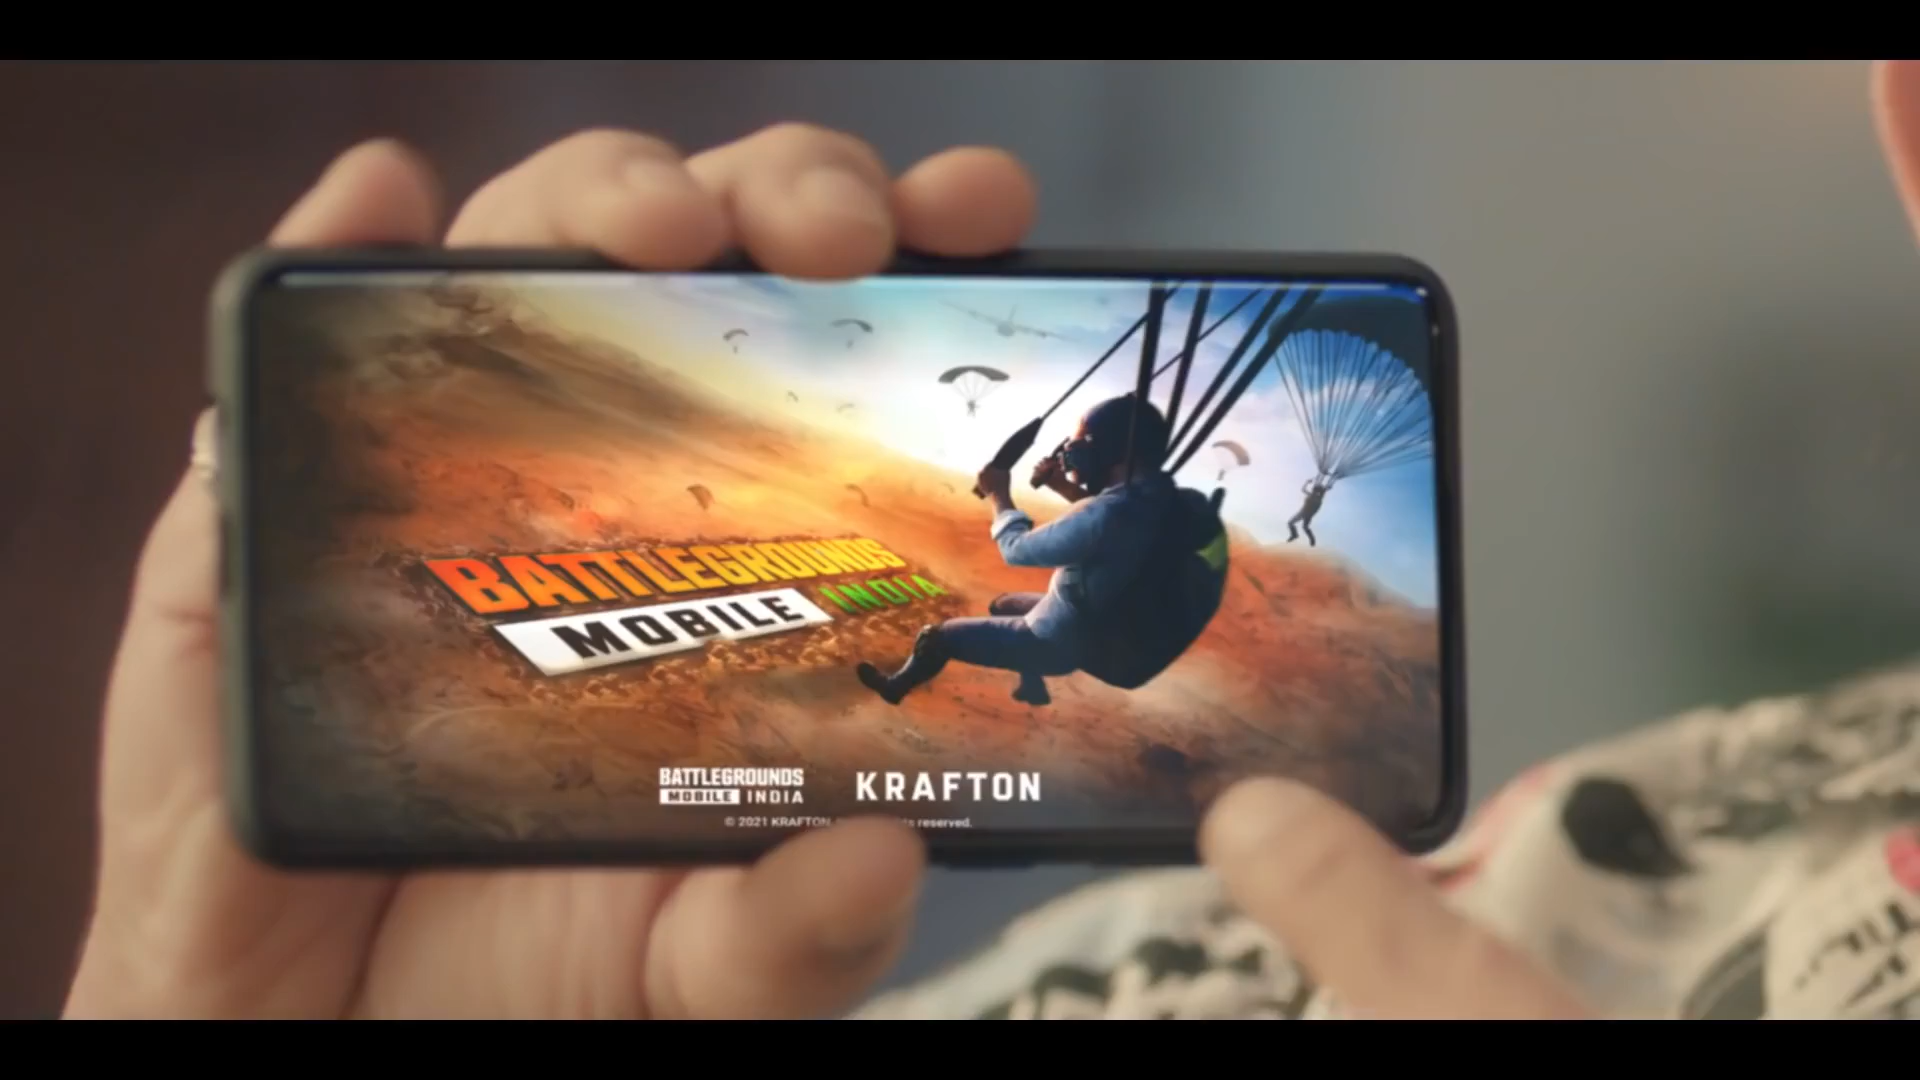 BATTLEGROUNDS
MOBILE INDIA
BATTLEGROUNDS
MOBILE INDIA
KRAFTON
© 2021 KRAFTON, reserved.